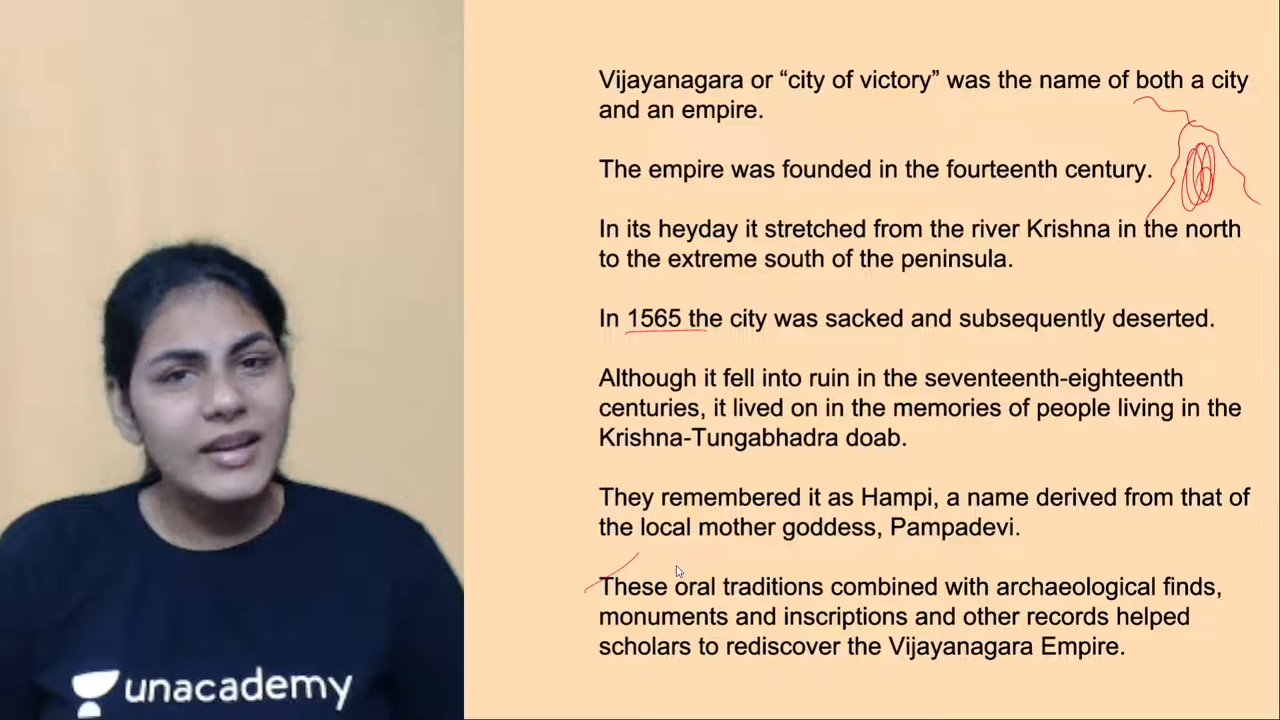 Vijayanagara or “city of victory” was the name of both a city
and an empire.
The empire was founded in the fourteenth century.
In its heyday it stretched from the river Krishna in the north
to the extreme south of the peninsula.
In 1565 the city was sacked and subsequently deserted.
Although it fell into ruin in the seventeenth-eighteenth
centuries, it lived on in the memories of people living in the
Krishna-Tungabhadra doab.
They remembered it as Hampi, a name derived from that of
the local mother goddess, Pampadevi.
These oral traditions combined with archaeological finds,
monuments and inscriptions and other records helped
scholars to rediscover the Vijayanagara Empire.
unacademy